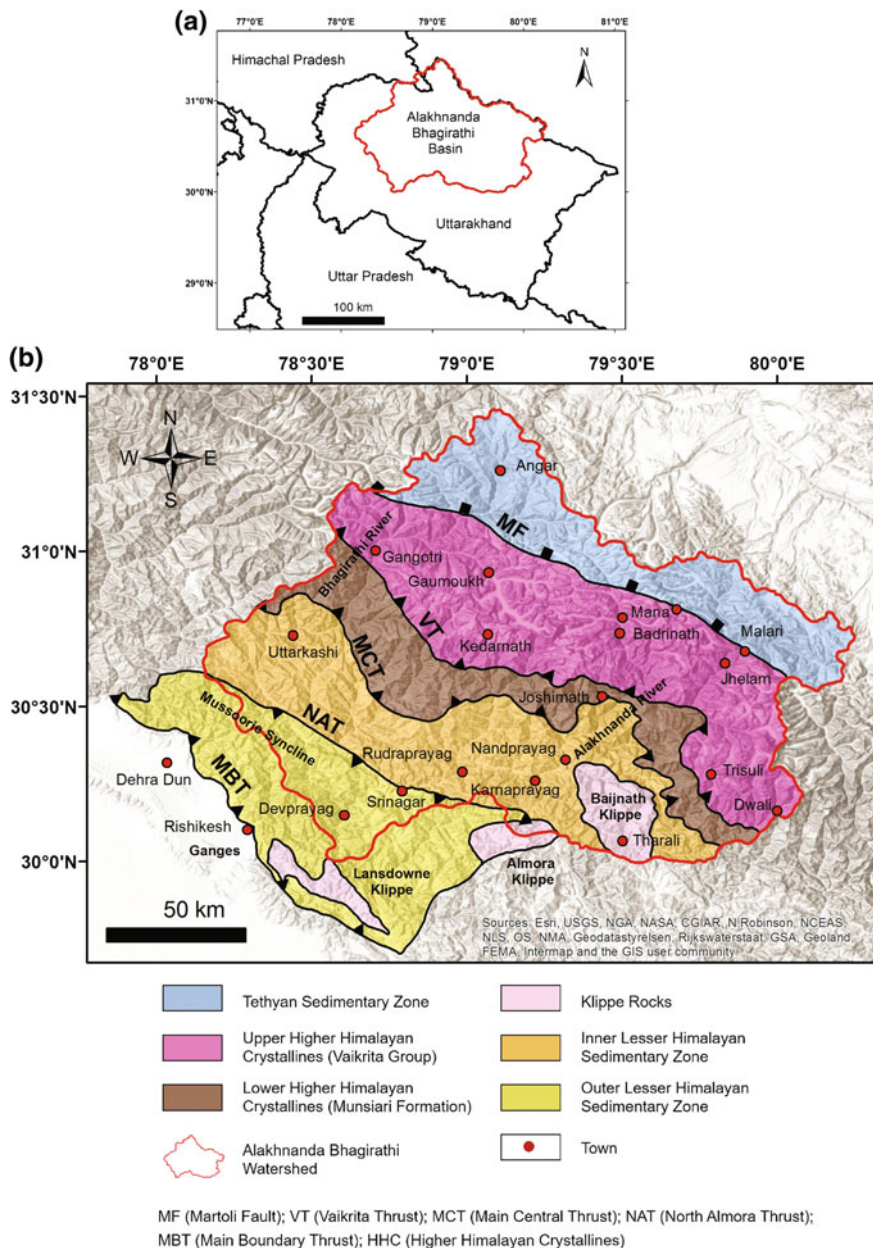 (a)
77°0'E 78°0'E 79°0'E 80°0'E 81°0'E
Himachal Pradesh
N
31°0'N
Alakhnanda
Bhagirathi
Basin
30°0'N
Uttarakhand
29°0'N
Uttar Pradesh
100 km
(b)
78°0'E 78.5°E 79°0'E 79.5°E 80°0'E
31°30'N
N
W E
S
Angar
MF
31°0'N
Bhagirathi River
Gangotri
Gaumoukh
Mana
Badrinath
Malari
VT
Kedarnath
Jhelam
Uttarkashi
MCT
Joshimath
Alakhnanda River
30°30'N
NAT
Mussoorie Syncline
Nandprayag
Rudraprayag
Trisuli
Dehra Dun
MBT
Karnaprayag
Srinagar
Devprayag
Baijnath
Klippe
Dwali
Rishikesh
Tharali
30°0'N
Ganges
Lansdowne
Klippe
Almora
Klippe
50 km
Sources: Esri, USGS, NGA, NASA, CGIAR, N Robinson, NCEAS,
NLS, OS, NMA, Geodatastyrelsen, Rijkswaterstaat, GSA, Geoland,
FEMA, Intermap and the GIS user community
Tethyan Sedimentary Zone
Klippe Rocks
Upper Higher Himalayan
Crystallines (Vaikrita Group)
Inner Lesser Himalayan
Sedimentary Zone
Lower Higher Himalayan
Crystallines (Munsiari Formation)
Outer Lesser Himalayan
Sedimentary Zone
Alakhnanda Bhagirathi
Watershed
Town
MF (Martoli Fault); VT (Vaikrita Thrust); MCT (Main Central Thrust); NAT (North Almora Thrust);
MBT (Main Boundary Thrust); HHC (Higher Himalayan Crystallines)